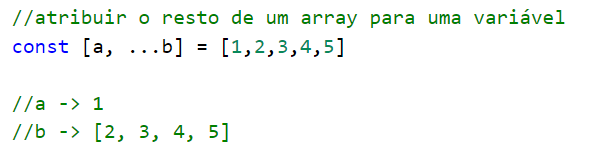 //atribuir o resto de um array para uma variável
const [a, ...b] = [1,2,3,4,5]
//a -> 1
//b -> [2, 3, 4, 5]